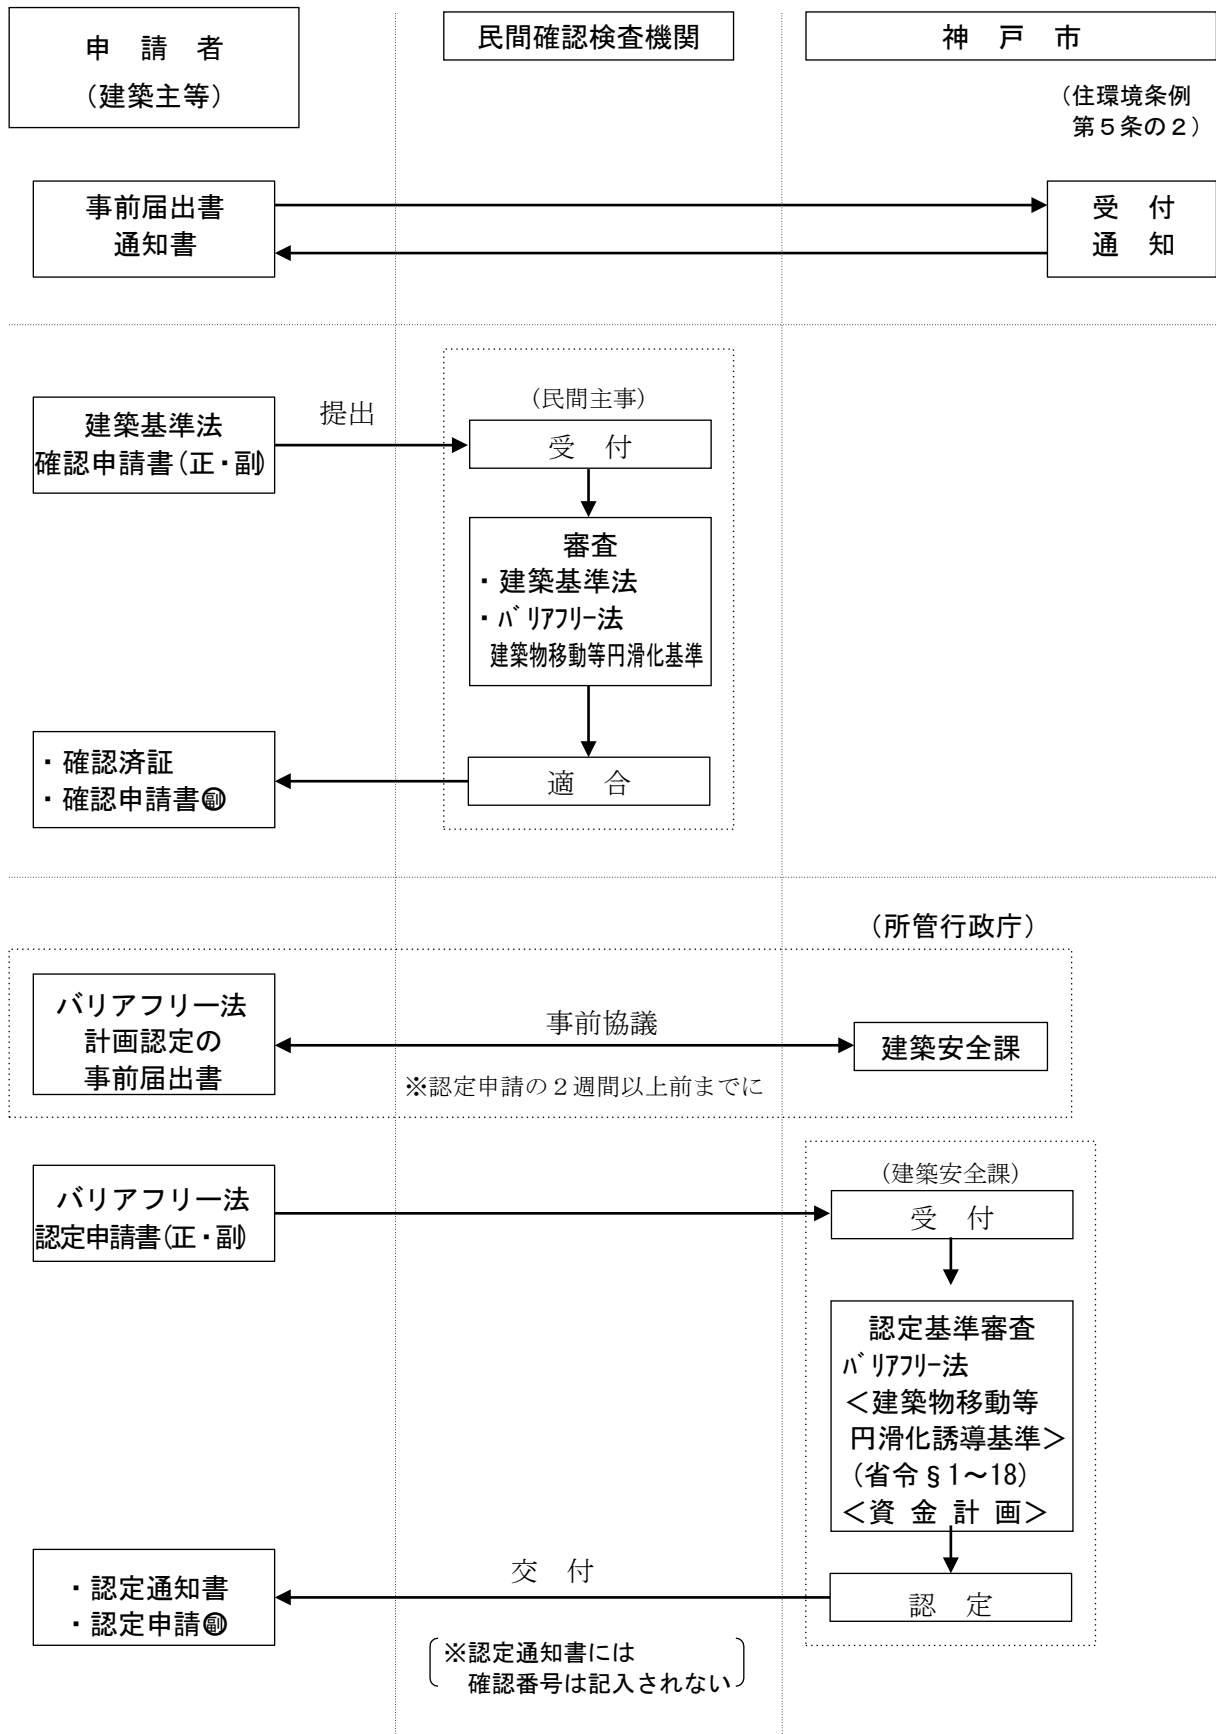 申　請　者
（建築主等）
民間確認検査機関
神　戸　市
（住環境条例
第５条の２）
事前届出書
通知書
受　付
通　知
建築基準法
確認申請書(正・副)
提出
(民間主事)
受　付
審査
・建築基準法
・ﾊﾞﾘｱﾌﾘｰ法
建築物移動等円滑化基準
・確認済証
・確認申請書㊙副
適　合
（所管行政庁）
バリアフリー法
計画認定の
事前届出書
事前協議
※認定申請の２週間以上前までに
建築安全課
バリアフリー法
認定申請書(正・副)
(建築安全課)
受　付
認定基準審査
ﾊﾞﾘｱﾌﾘｰ法
＜建築物移動等
円滑化誘導基準＞
(省令§1～18)
＜資 金 計 画＞
・認定通知書
・認定申請副
交　付
認　定
※認定通知書には
確認番号は記入されない